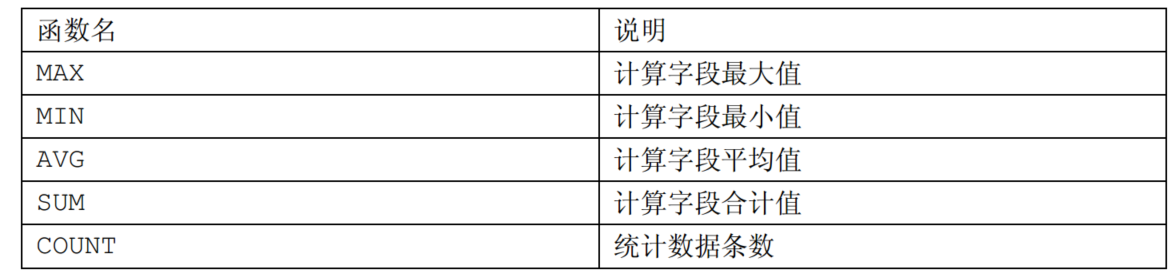 函数名 说明
MAX 计算字段最大值
MIN 计算字段最小值
AVG 计算字段平均值
SUM 计算字段合计值
COUNT 统计数据条数